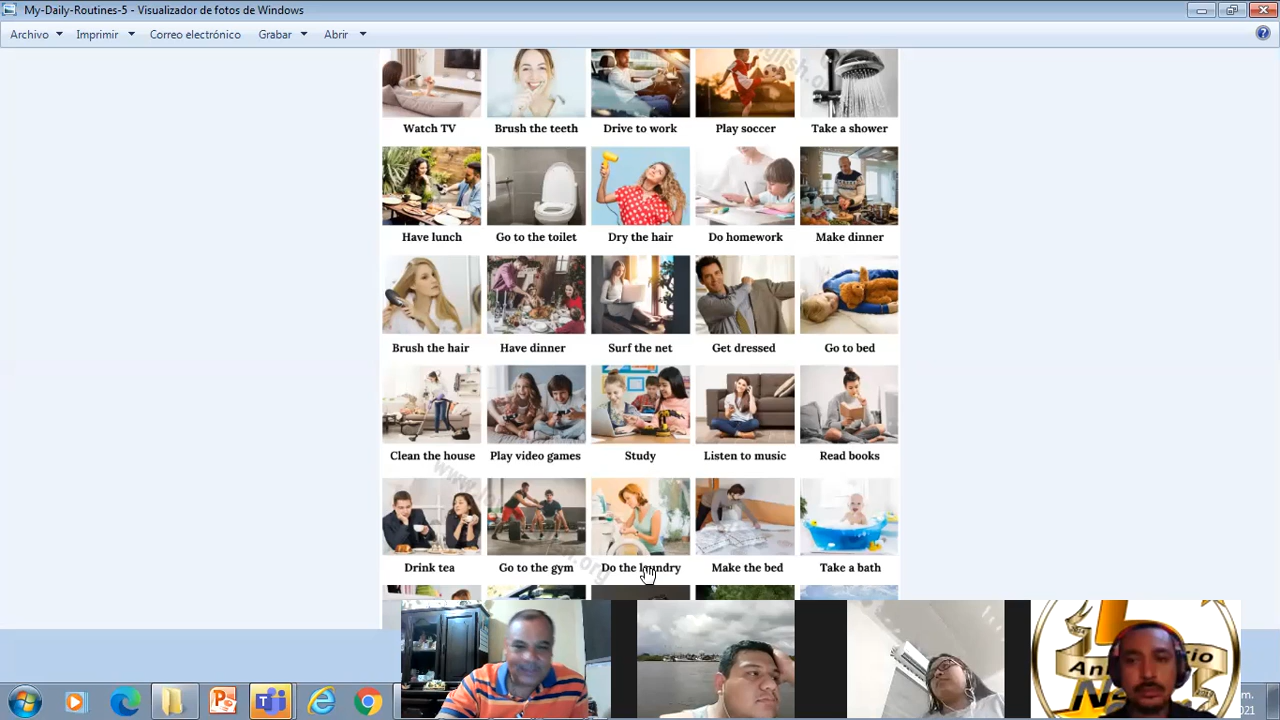 My-Daily-Routines-5 - Visualizador de fotos de Windows
Archivo Imprimir Correo electrónico Grabar Abrir
Watch TV Brush the teeth Drive to work Play soccer Take a shower
Have lunch Go to the toilet Dry the hair Do homework Make dinner
Brush the hair Have dinner Surf the net Get dressed Go to bed
Clean the house Play video games Study Listen to music Read books
Drink tea Go to the gym Do the laundry Make the bed Take a bath